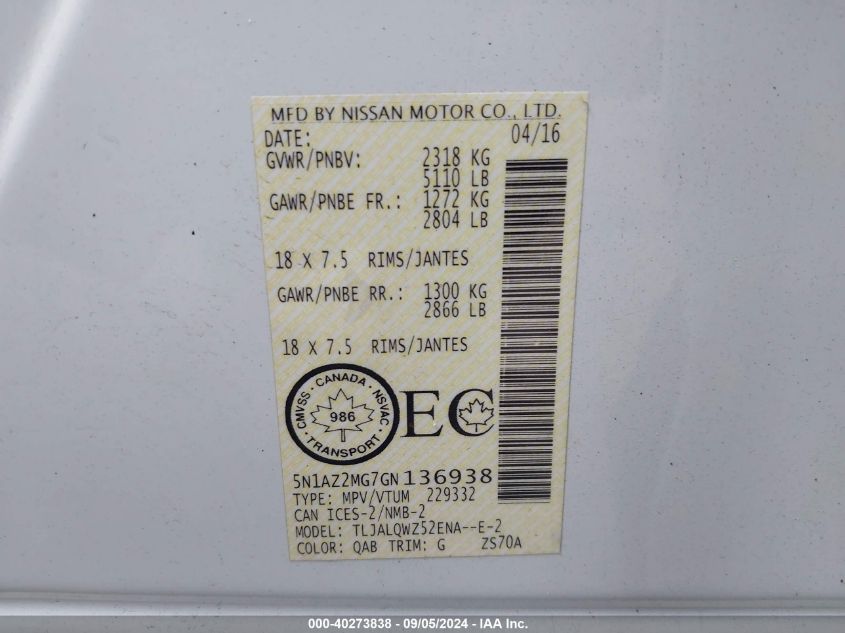 MFD BY NISSAN MOTOR CO., LTD.
DATE: 04/16
GVWR/PNBV: 2318 KG
5110 LB
GAWR/PNBE FR.: 1272 KG
2804 LB
18 X 7.5 RIMS/JANTES
GAWR/PNBE RR.: 1300 KG
2866 LB
18 X 7.5 RIMS/JANTES
CMVSS · CANADA · NSVAC
986
· TRANSPORT ·
EC
5N1AZ2MG7GN136938
TYPE: MPV/VTUM 229332
CAN ICES-2/NMB-2
MODEL: TLJALQWZ52ENA--E-2
COLOR: QAB TRIM: G ZS70A
000-40273838 - 09/05/2024 - IAA Inc.